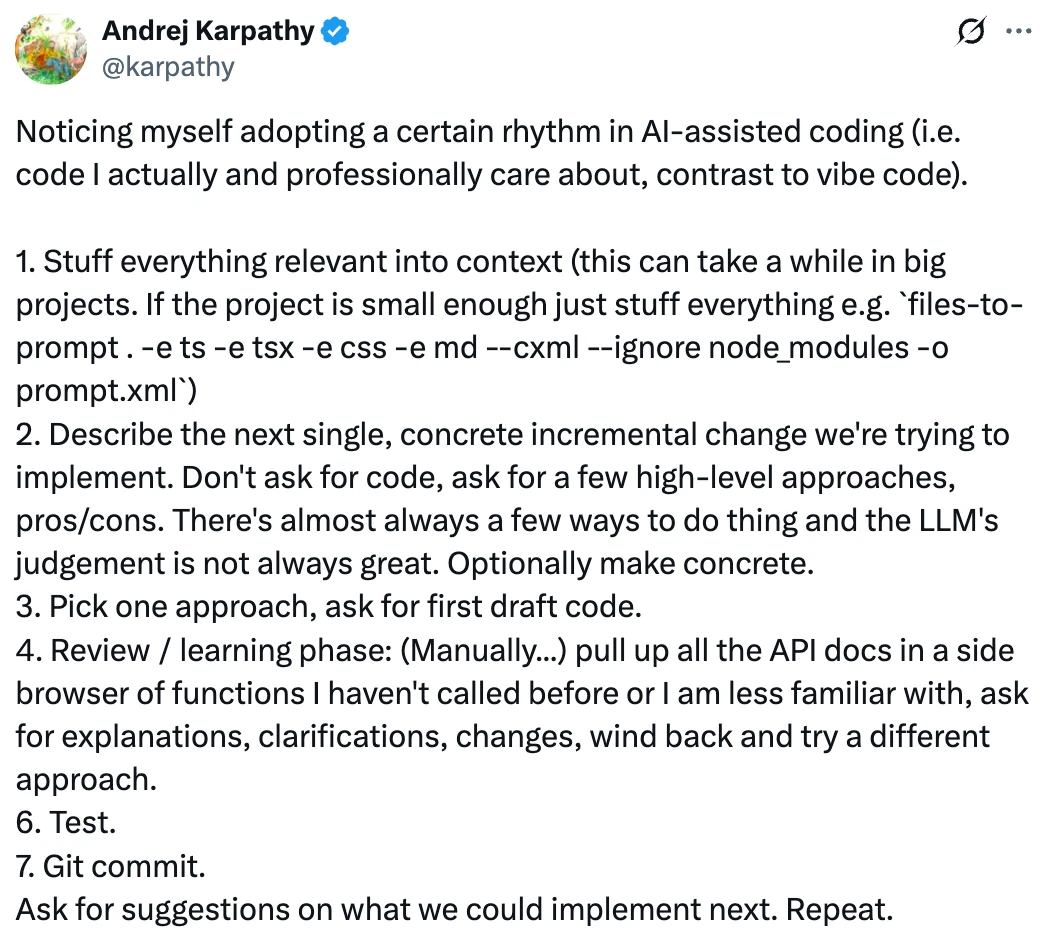 Andrej Karpathy
@karpathy
Noticing myself adopting a certain rhythm in AI-assisted coding (i.e.
code I actually and professionally care about, contrast to vibe code).
1. Stuff everything relevant into context (this can take a while in big
projects. If the project is small enough just stuff everything e.g. `files-to-
prompt . -e ts -e tsx -e css -e md --cxml --ignore node_modules -o
prompt.xml`)
2. Describe the next single, concrete incremental change we're trying to
implement. Don't ask for code, ask for a few high-level approaches,
pros/cons. There's almost always a few ways to do thing and the LLM's
judgement is not always great. Optionally make concrete.
3. Pick one approach, ask for first draft code.
4. Review / learning phase: (Manually...) pull up all the API docs in a side
browser of functions I haven't called before or I am less familiar with, ask
for explanations, clarifications, changes, wind back and try a different
approach.
6. Test.
7. Git commit.
Ask for suggestions on what we could implement next. Repeat.